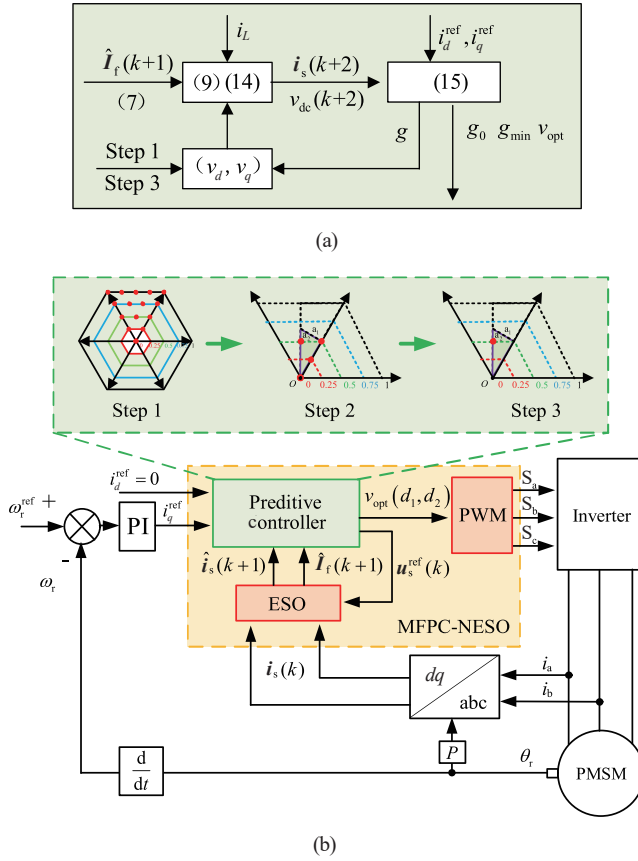 i_L
i_d^ref, i_q^ref
Î_f(k+1)
(7)
(9) (14)
i_s(k+2)
v_dc(k+2)
(15)
g
g_0 g_min v_opt
Step 1
Step 3
(v_d, v_q)
(a)
0.25
1
a_1
O 0 0.25 0.5 0.75 1
O 0 0.25 0.5 0.75 1
Step 1
Step 2
Step 3
i_d^ref = 0
ω_r^ref +
PI
i_q^ref
Preditive
controller
v_opt(d_1, d_2)
PWM
S_a
S_b
S_c
Inverter
-
ω_r
î_s(k+1)
Î_f(k+1)
u_s^ref(k)
ESO
MFPC-NESO
i_s(k)
dq
abc
i_a
i_b
P
d
dt
θ_r
PMSM
(b)